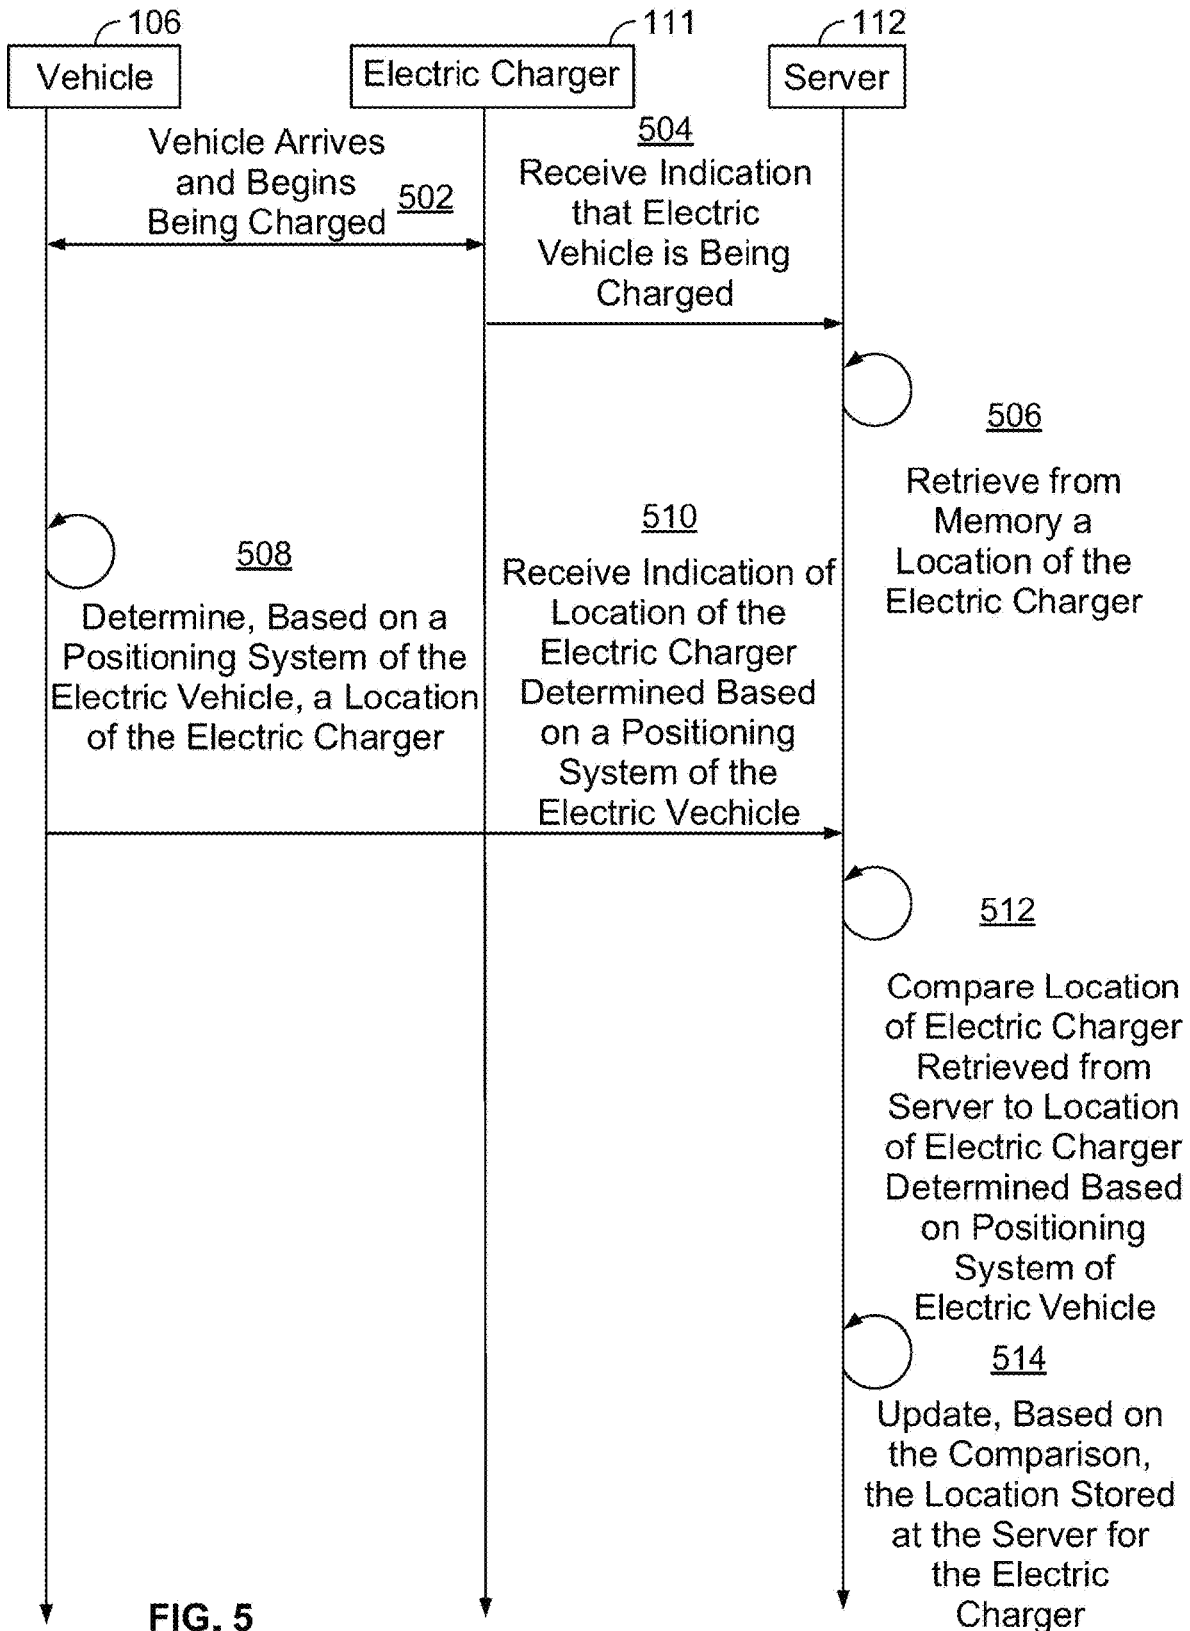 106
111
112
Vehicle
Electric Charger
Server
Vehicle Arrives
and Begins
Being Charged
502
504
Receive Indication
that Electric
Vehicle is Being
Charged
506
Retrieve from
Memory a
Location of the
Electric Charger
508
Determine, Based on a
Positioning System of the
Electric Vehicle, a Location
of the Electric Charger
510
Receive Indication of
Location of the
Electric Charger
Determined Based
on a Positioning
System of the
Electric Vechicle
512
Compare Location
of Electric Charger
Retrieved from
Server to Location
of Electric Charger
Determined Based
on Positioning
System of
Electric Vehicle
514
Update, Based on
the Comparison,
the Location Stored
at the Server for
the Electric
Charger
FIG. 5